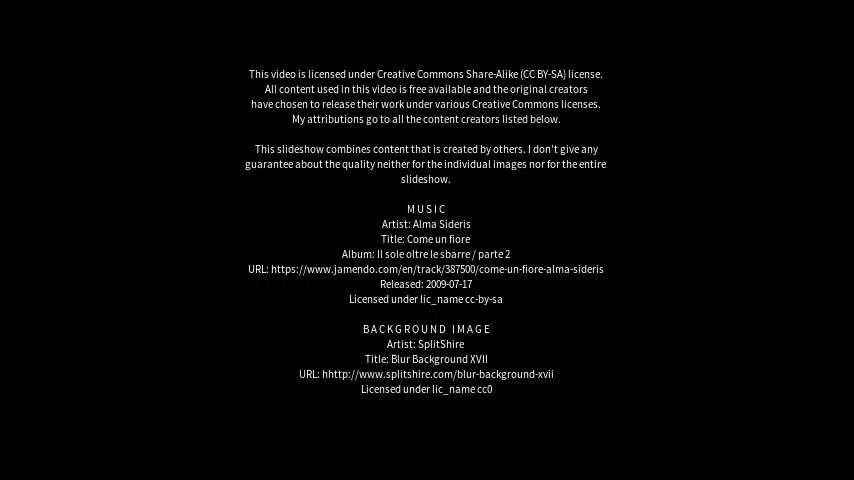 This video is licensed under Creative Commons Share-Alike (CC BY-SA) license.
All content used in this video is free available and the original creators
have chosen to release their work under various Creative Commons licenses.
My attributions go to all the content creators listed below.
This slideshow combines content that is created by others. I don't give any
guarantee about the quality neither for the individual images nor for the entire
slideshow.
MUSIC
Artist: Alma Sideris
Title: Come un fiore
Album: Il sole oltre le sbarre / parte 2
URL: https://www.jamendo.com/en/track/387500/come-un-fiore-alma-sideris
Released: 2009-07-17
Licensed under lic_name cc-by-sa
BACKGROUND IMAGE
Artist: SplitShire
Title: Blur Background XVII
URL: hhttp://www.splitshire.com/blur-background-xvii
Licensed under lic_name cc0